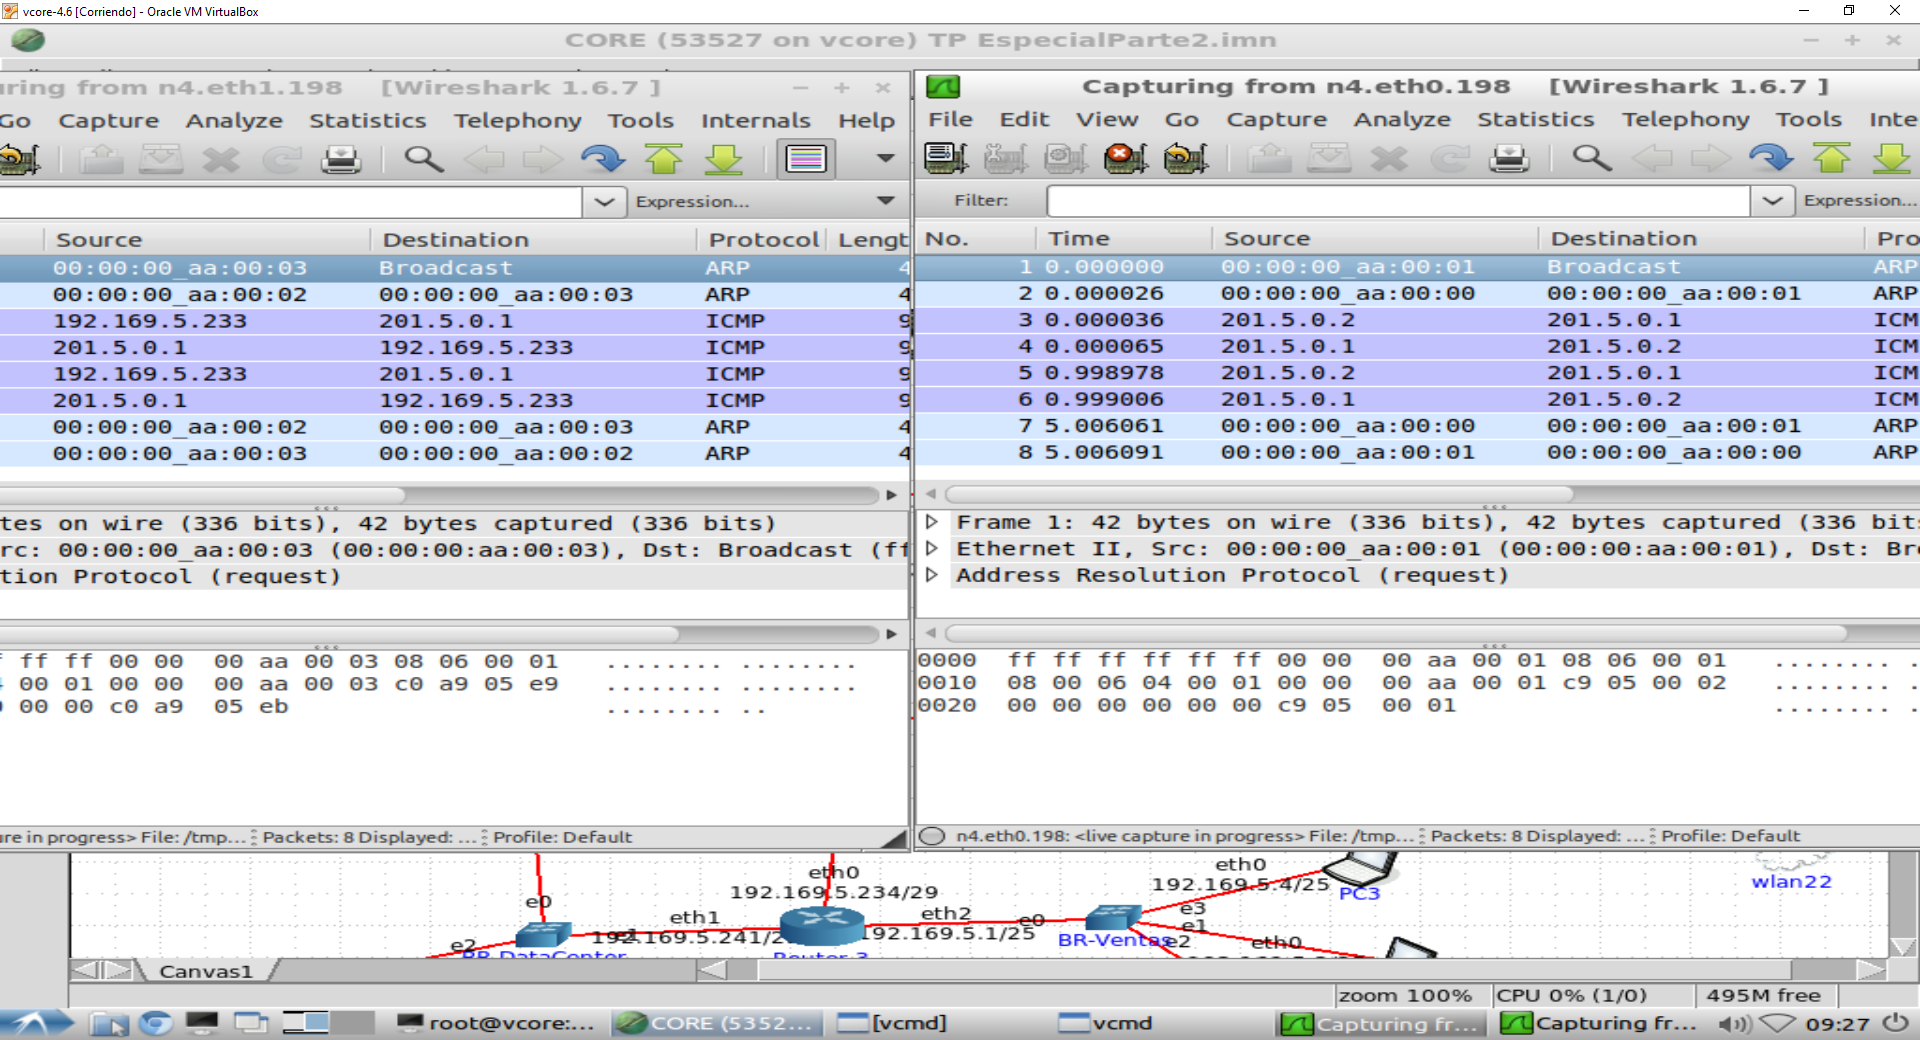 vcore-4.6 [Corriendo] - Oracle VM VirtualBox
CORE (53527 on vcore) TP EspecialParte2.imn
ring from n4.eth1.198 [Wireshark 1.6.7 ]
Go Capture Analyze Statistics Telephony Tools Internals Help
Expression...
Source Destination Protocol Lengt
00:00:00_aa:00:03 Broadcast ARP 4
00:00:00_aa:00:02 00:00:00_aa:00:03 ARP 4
192.169.5.233 201.5.0.1 ICMP 9
201.5.0.1 192.169.5.233 ICMP 9
192.169.5.233 201.5.0.1 ICMP 9
201.5.0.1 192.169.5.233 ICMP 9
00:00:00_aa:00:02 00:00:00_aa:00:03 ARP 4
00:00:00_aa:00:03 00:00:00_aa:00:02 ARP 4
tes on wire (336 bits), 42 bytes captured (336 bits)
rc: 00:00:00_aa:00:03 (00:00:00:aa:00:03), Dst: Broadcast (ff
tion Protocol (request)
ff ff 00 00 00 aa 00 03 08 06 00 01 ........ ........
00 01 00 00 00 aa 00 03 c0 a9 05 e9 ........ ........
00 00 c0 a9 05 eb ........ ..
re in progress> File: /tmp... Packets: 8 Displayed: ... Profile: Default
Capturing from n4.eth0.198 [Wireshark 1.6.7 ]
File Edit View Go Capture Analyze Statistics Telephony Tools Inte
Filter: Expression...
No. Time Source Destination Pro
1 0.000000 00:00:00_aa:00:01 Broadcast ARP
2 0.000026 00:00:00_aa:00:00 00:00:00_aa:00:01 ARP
3 0.000036 201.5.0.2 201.5.0.1 ICM
4 0.000065 201.5.0.1 201.5.0.2 ICM
5 0.998978 201.5.0.2 201.5.0.1 ICM
6 0.999006 201.5.0.1 201.5.0.2 ICM
7 5.006061 00:00:00_aa:00:00 00:00:00_aa:00:01 ARP
8 5.006091 00:00:00_aa:00:01 00:00:00_aa:00:00 ARP
Frame 1: 42 bytes on wire (336 bits), 42 bytes captured (336 bit
Ethernet II, Src: 00:00:00_aa:00:01 (00:00:00:aa:00:01), Dst: Br
Address Resolution Protocol (request)
0000 ff ff ff ff ff ff 00 00 00 aa 00 01 08 06 00 01 ........ .
0010 08 00 06 04 00 01 00 00 00 aa 00 01 c9 05 00 02 ........ .
0020 00 00 00 00 00 00 c9 05 00 01 ........ .
n4.eth0.198: <live capture in progress> File: /tmp... Packets: 8 Displayed: ... Profile: Default
eth0
192.169.5.234/29
e0
eth1
192.169.5.241/2
e2
BR-DataCenter
Router-3
eth2
192.169.5.1/25
e0
BR-Ventas
eth0
192.169.5.4/25
PC3
e3
e1
e2
eth0
wlan22
Canvas1
zoom 100% CPU 0% (1/0) 495M free
root@vcore:... CORE (5352... [vcmd] vcmd Capturing fr... Capturing fr... 09:27